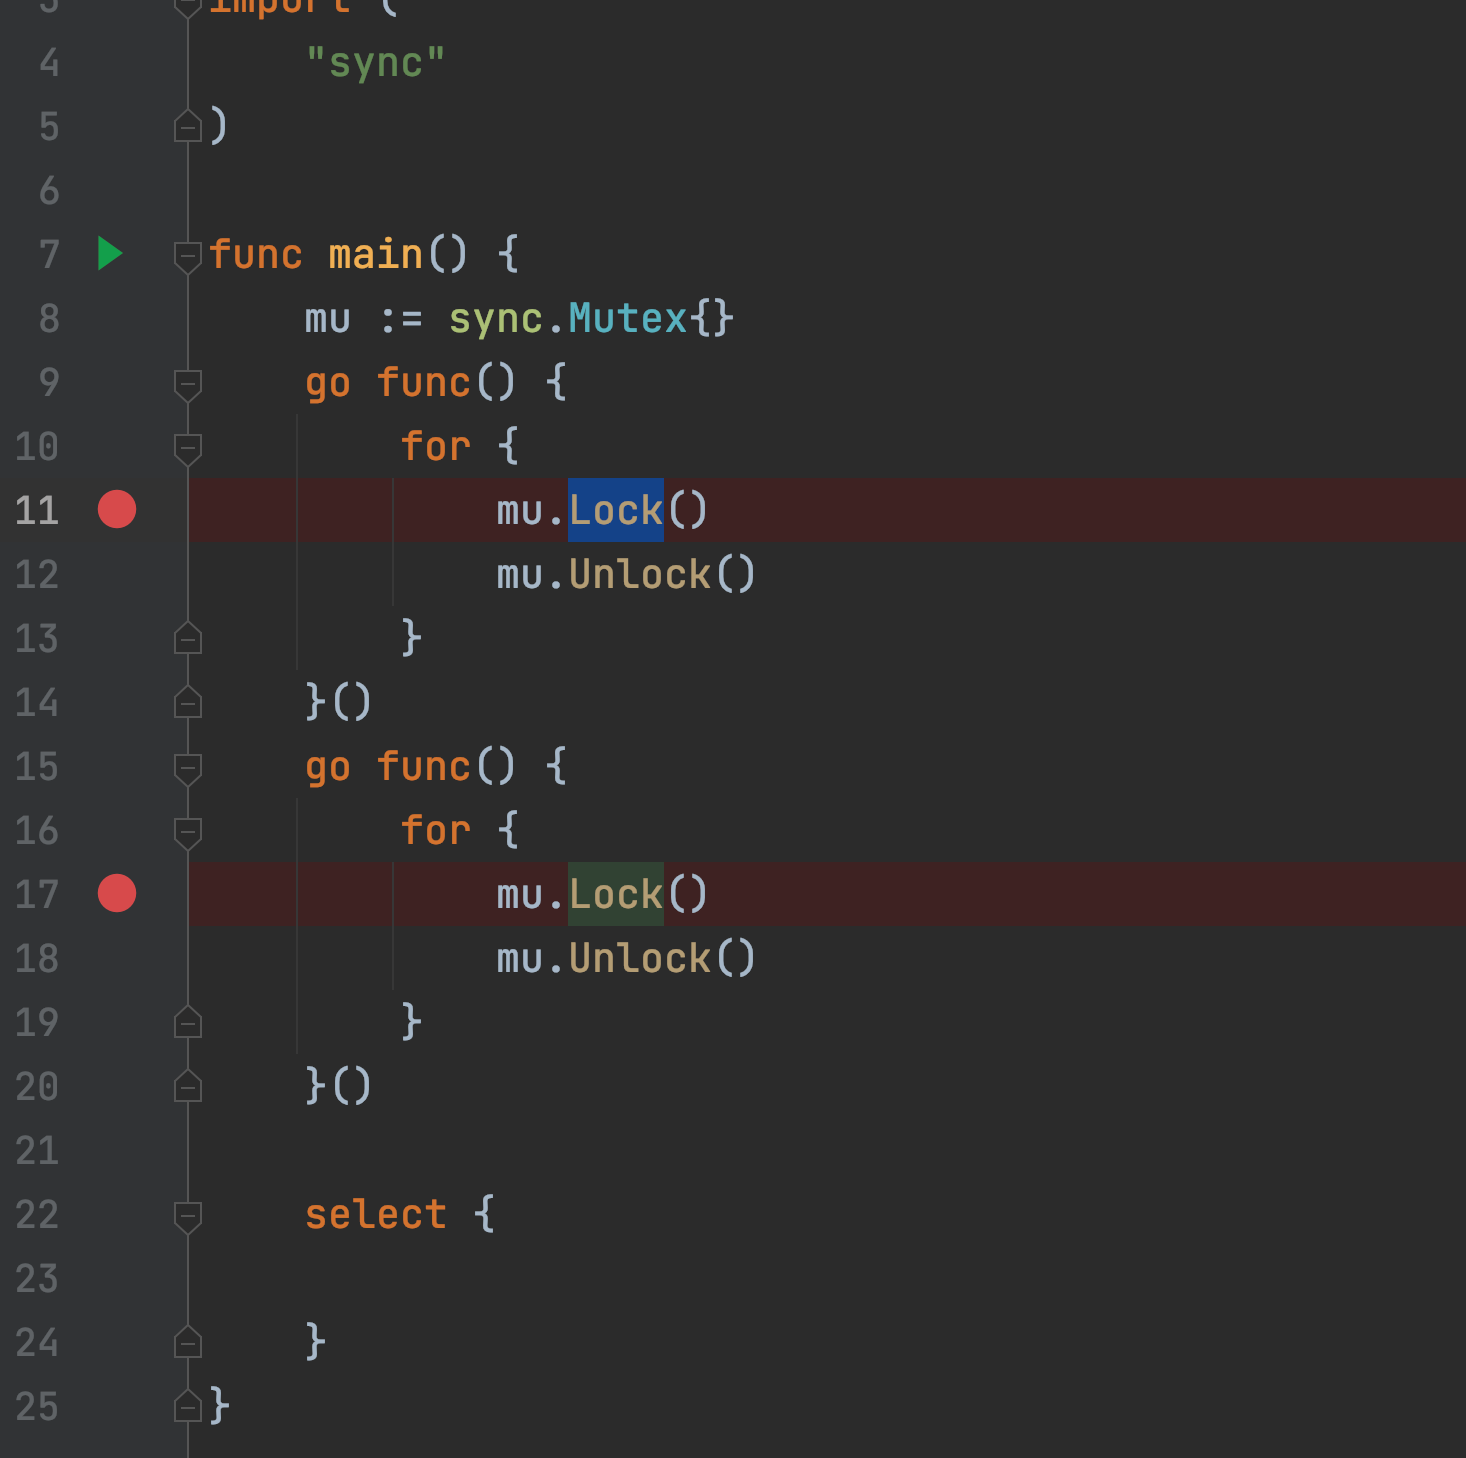 3 import (
4     "sync"
5 )
6
7 func main() {
8     mu := sync.Mutex{}
9     go func() {
10         for {
11             mu.Lock()
12             mu.Unlock()
13         }
14     }()
15     go func() {
16         for {
17             mu.Lock()
18             mu.Unlock()
19         }
20     }()
21
22     select {
23
24     }
25 }